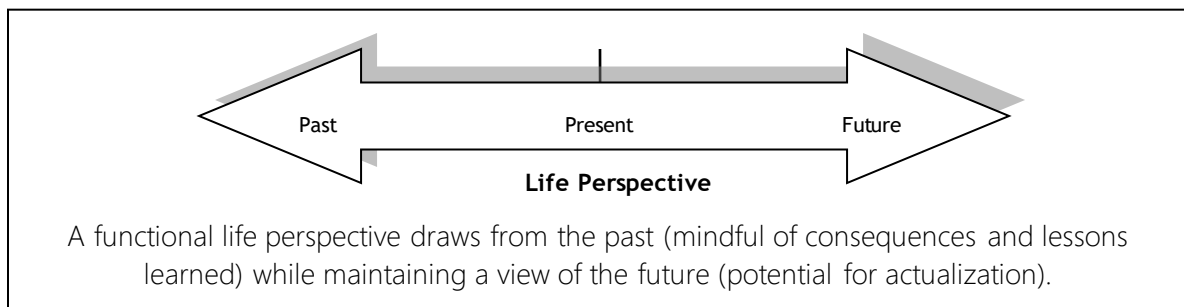 Past Present Future
Life Perspective
A functional life perspective draws from the past (mindful of consequences and lessons
learned) while maintaining a view of the future (potential for actualization).